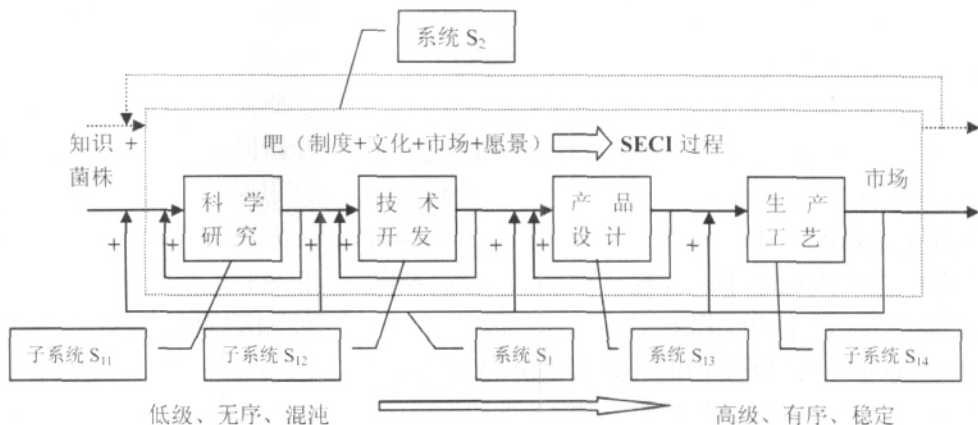 系统 S₂
知识 +
菌株
吧（制度+文化+市场+愿景） SECI 过程
市场
科 学
研 究
技 术
开 发
产 品
设 计
生 产
工 艺
+ + + + + + +
子系统 S₁₁
子系统 S₁₂
系统 S₁
系统 S₁₃
子系统 S₁₄
低级、无序、混沌
高级、有序、稳定